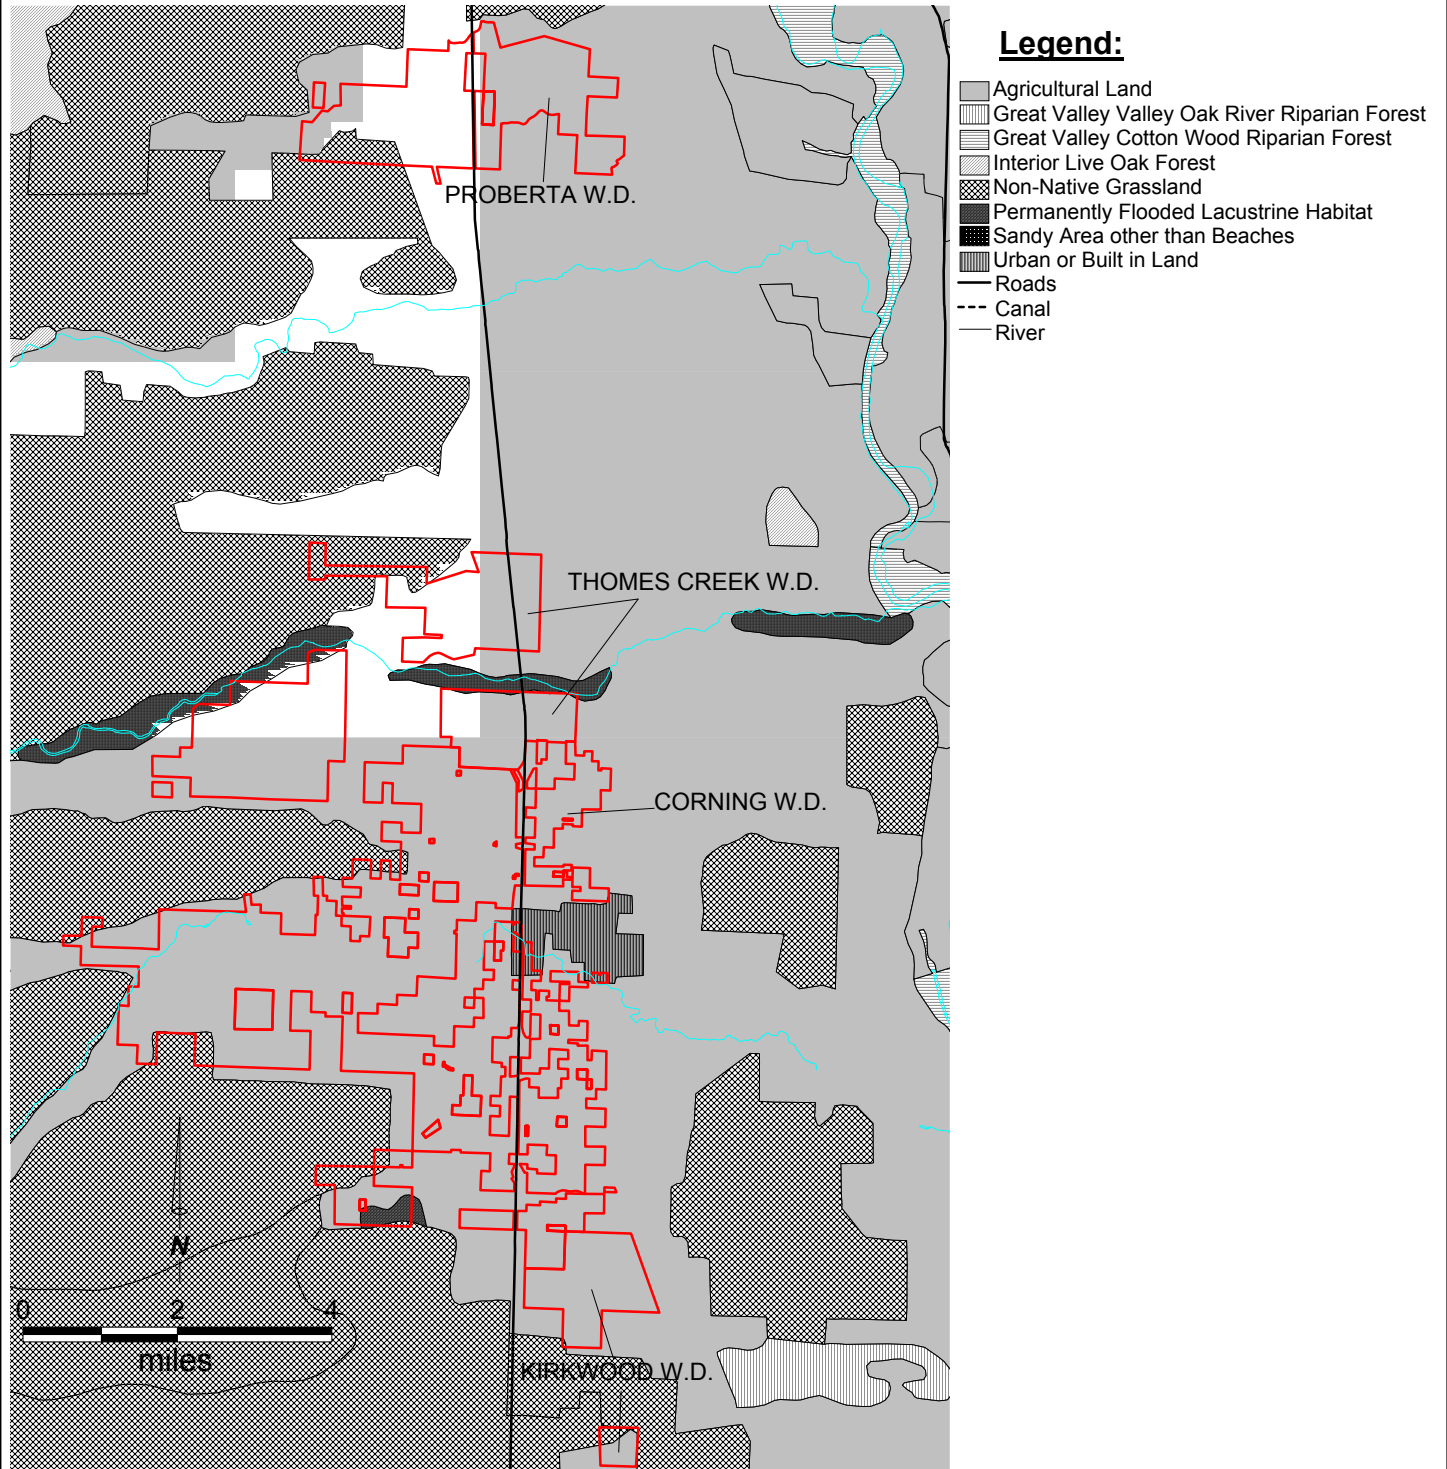 Legend:
Agricultural Land
Great Valley Valley Oak River Riparian Forest
Great Valley Cotton Wood Riparian Forest
Interior Live Oak Forest
Non-Native Grassland
Permanently Flooded Lacustrine Habitat
Sandy Area other than Beaches
Urban or Built in Land
Roads
Canal
River
PROBERTA W.D.
THOMES CREEK W.D.
CORNING W.D.
N
0 2 4
miles
KIRKWOOD W.D.